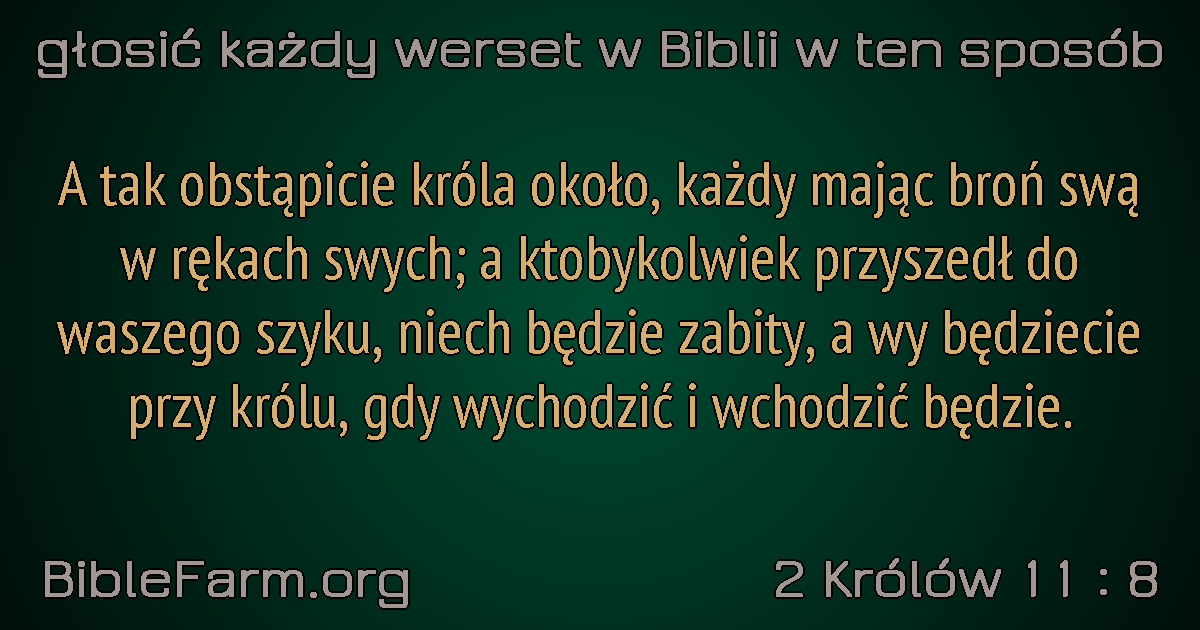 głosić każdy werset w Biblii w ten sposób
A tak obstąpicie króla około, każdy mając broń swą
w rękach swych; a ktobykolwiek przyszedł do
waszego szyku, niech będzie zabity, a wy będziecie
przy królu, gdy wychodzić i wchodzić będzie.
BibleFarm.org
2 Królów 11 : 8